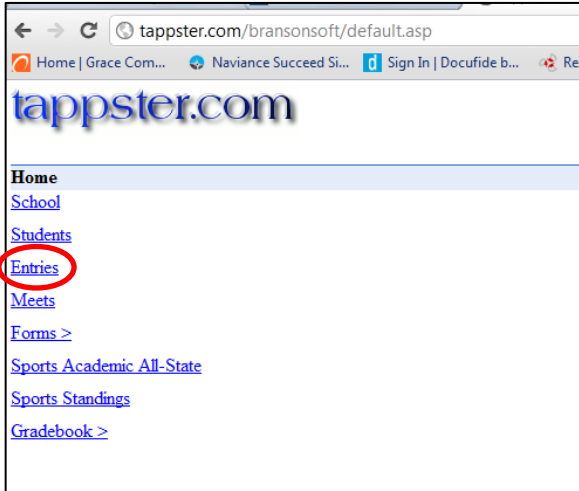 tappster.com/bransonsoft/default.asp
Home | Grace Com... Naviance Succeed Si... Sign In | Docufide b... Re
tappster.com
Home
School
Students
Entries
Meets
Forms >
Sports Academic All-State
Sports Standings
Gradebook >